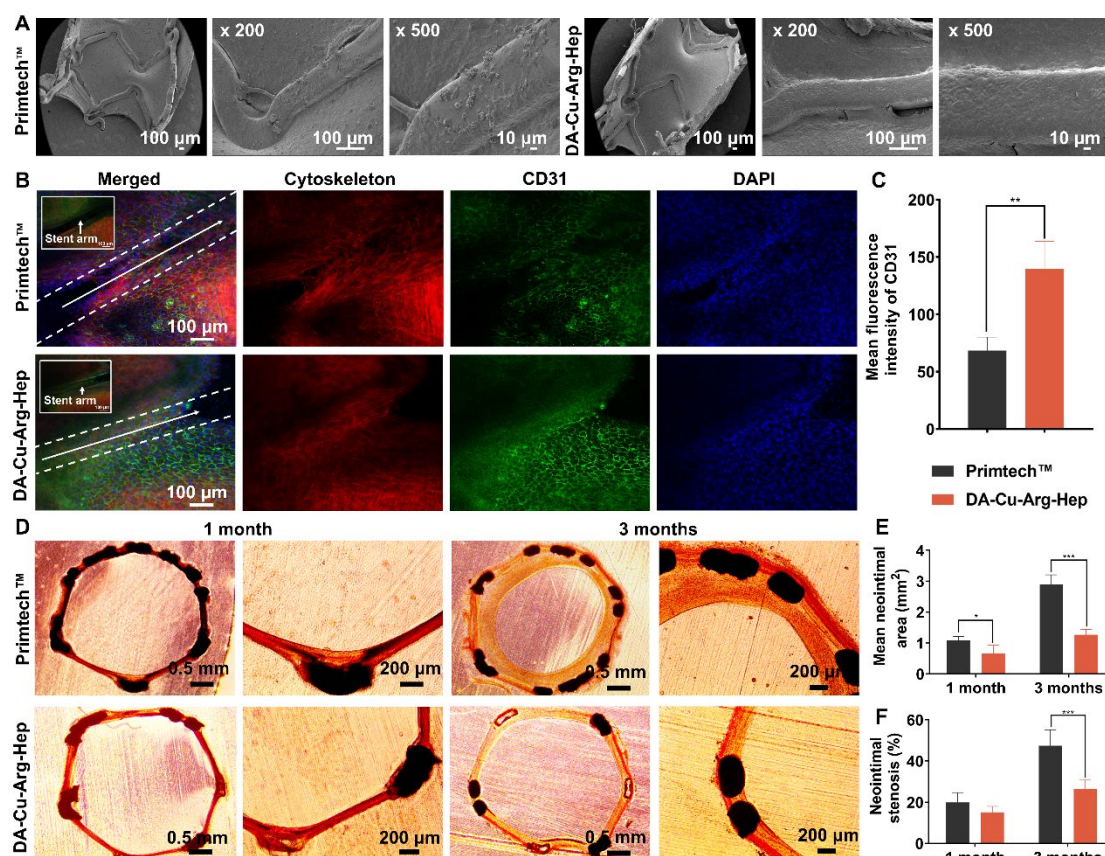 A
Primtech™
x 200
x 500
100 µm
100 µm
10 µm
DA-Cu-Arg-Hep
x 200
x 500
100 µm
100 µm
10 µm
B
Merged
Cytoskeleton
CD31
DAPI
Primtech™
Stent arm
100 µm
DA-Cu-Arg-Hep
Stent arm
100 µm
C
Mean fluorescence
intensity of CD31
200
150
100
50
0
**
Primtech™
DA-Cu-Arg-Hep
D
1 month
3 months
Primtech™
0.5 mm
200 µm
0.5 mm
200 µm
DA-Cu-Arg-Hep
0.5 mm
200 µm
0.5 mm
200 µm
E
Mean neointimal
area (mm²)
4
3
2
1
0
*
***
1 month
3 months
F
Neointimal
stenosis (%)
60
40
20
0
***
1 month
3 months